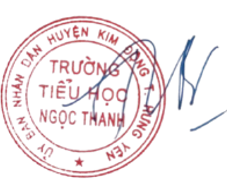 ỦY BAN NHÂN DÂN HUYỆN KIM ĐỘNG T. HƯNG YÊN
TRƯỜNG
TIỂU HỌC
NGỌC THANH